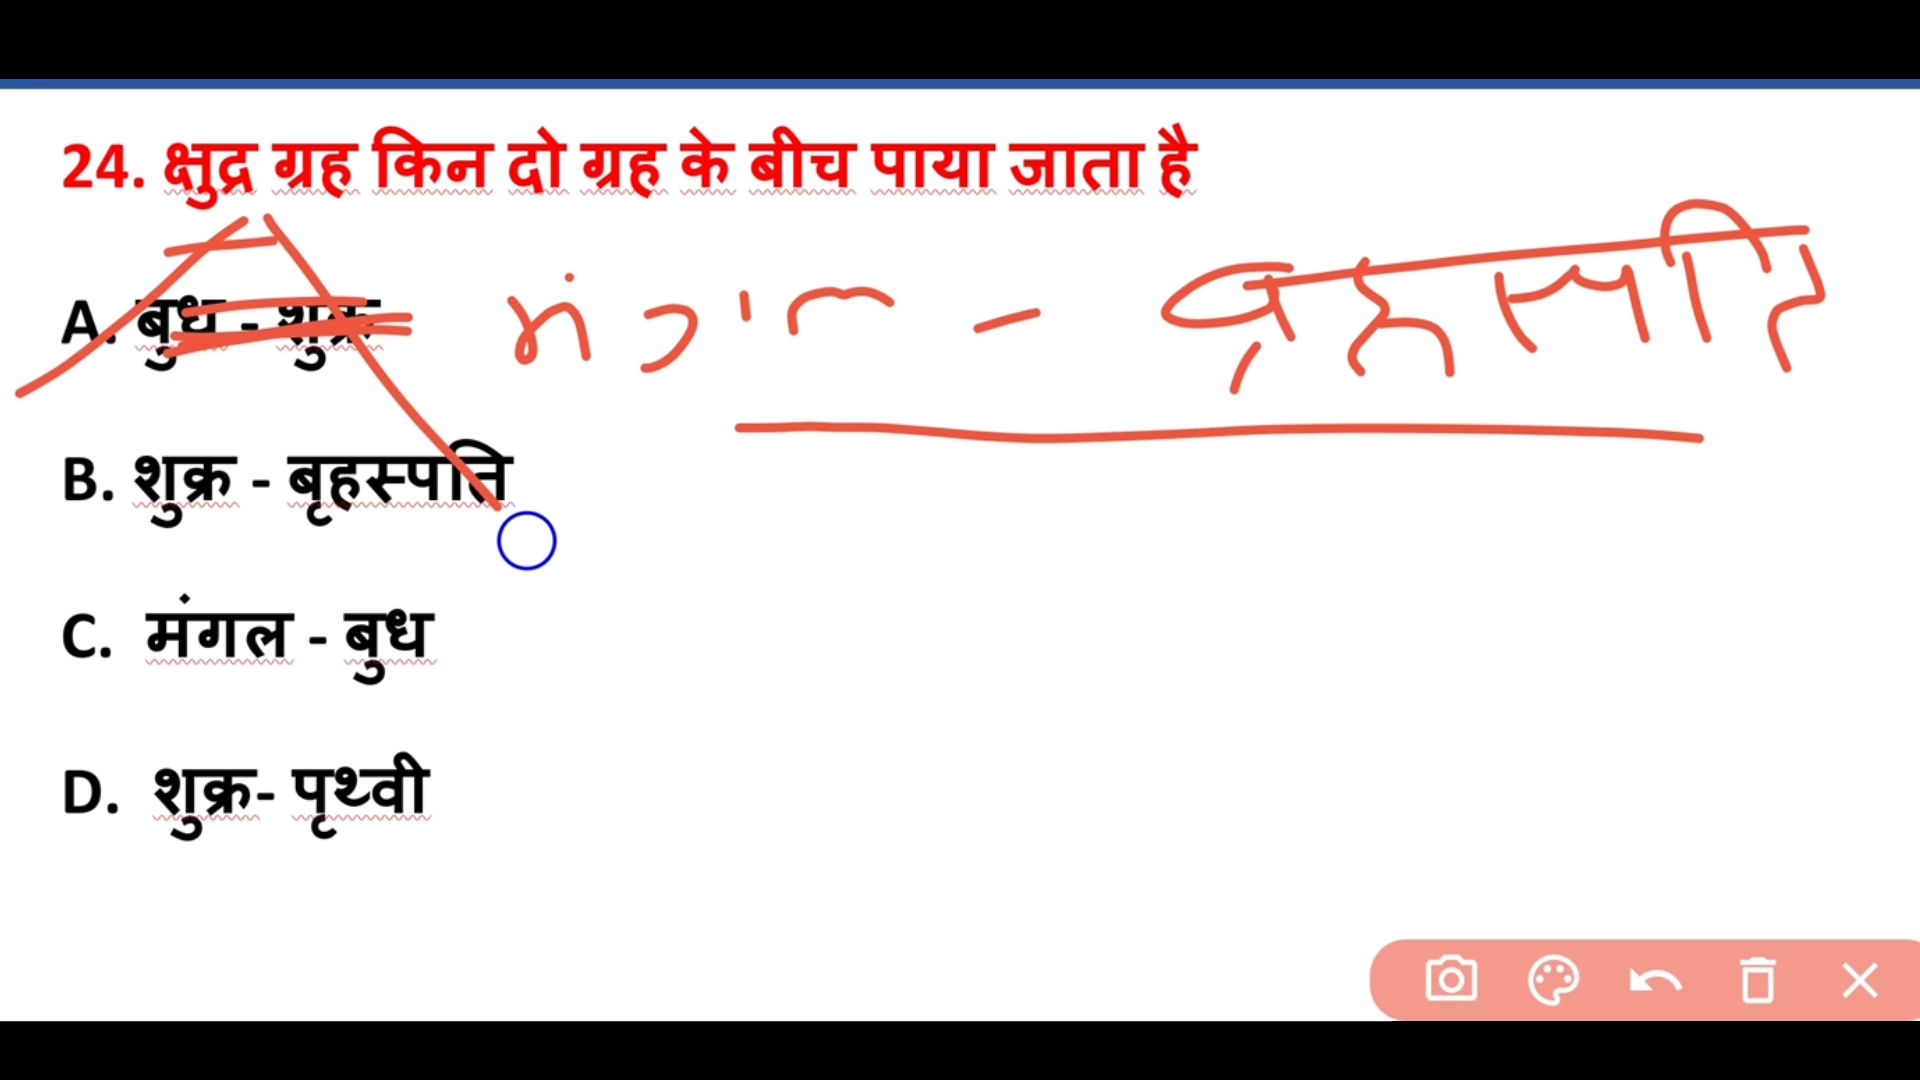 24. क्षुद्र ग्रह किन दो ग्रह के बीच पाया जाता है
A. बुध - शुक्र मंगल - बृहस्पति
B. शुक्र - बृहस्पति
C. मंगल - बुध
D. शुक्र- पृथ्वी